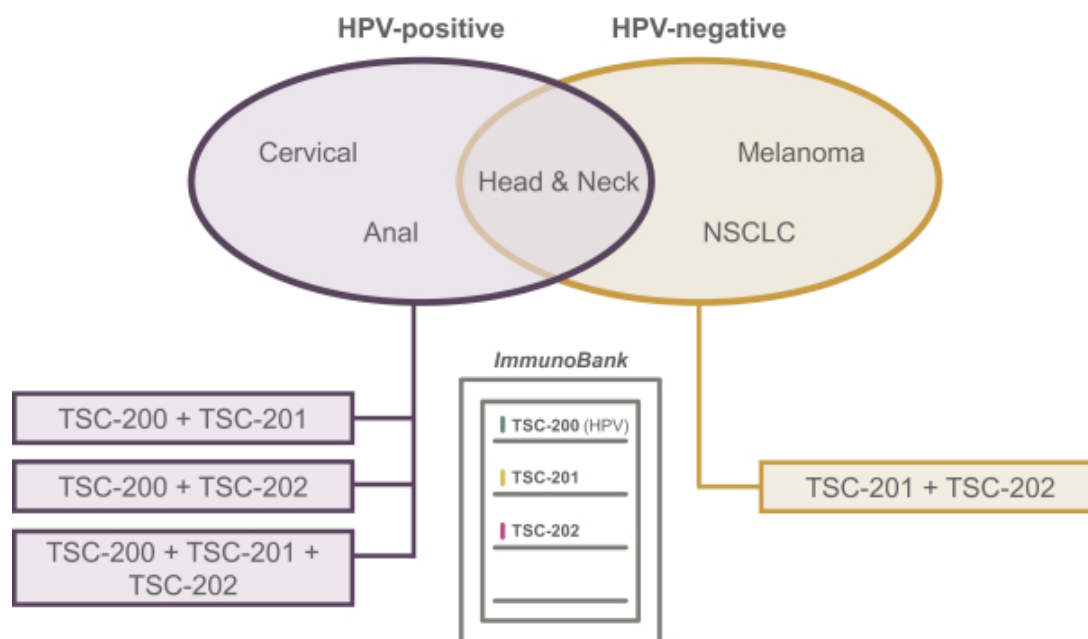 HPV-positive
HPV-negative
Cervical
Head & Neck
Melanoma
Anal
NSCLC
ImmunoBank
TSC-200 + TSC-201
TSC-200 (HPV)
TSC-201
TSC-200 + TSC-202
TSC-201 + TSC-202
TSC-202
TSC-200 + TSC-201 +
TSC-202